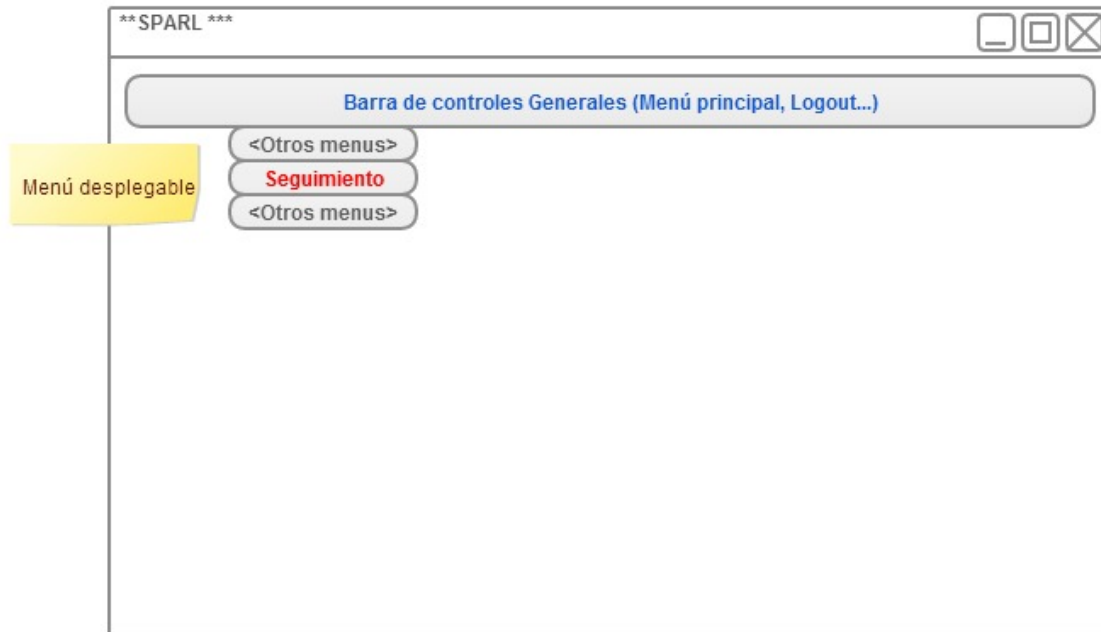 **SPARL ***
Barra de controles Generales (Menú principal, Logout...)
<Otros menus>
Menú desplegable
Seguimiento
<Otros menus>